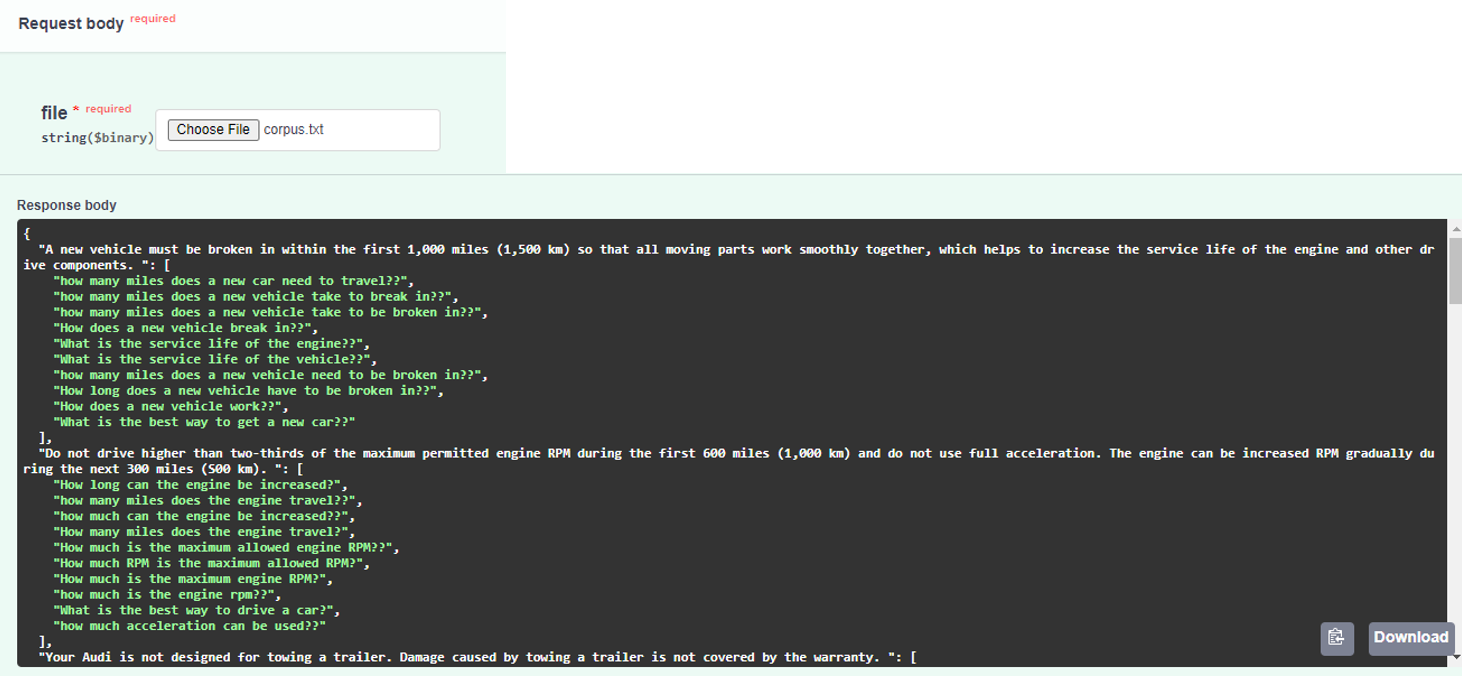 Request body required
file * required
string($binary) Choose File corpus.txt
Response body
{
"A new vehicle must be broken in within the first 1,000 miles (1,500 km) so that all moving parts work smoothly together, which helps to increase the service life of the engine and other dr
ive components. ": [
"how many miles does a new car need to travel??",
"how many miles does a new vehicle take to break in??",
"how many miles does a new vehicle take to be broken in??",
"How does a new vehicle break in??",
"What is the service life of the engine??",
"What is the service life of the vehicle??",
"how many miles does a new vehicle need to be broken in??",
"How long does a new vehicle have to be broken in??",
"How does a new vehicle work??",
"What is the best way to get a new car??"
],
"Do not drive higher than two-thirds of the maximum permitted engine RPM during the first 600 miles (1,000 km) and do not use full acceleration. The engine can be increased RPM gradually du
ring the next 300 miles (500 km). ": [
"How long can the engine be increased?",
"how many miles does the engine travel??",
"how much can the engine be increased??",
"How many miles does the engine travel?",
"How much is the maximum allowed engine RPM??",
"How much RPM is the maximum allowed RPM?",
"How much is the maximum engine RPM?",
"how much is the engine rpm??",
"What is the best way to drive a car?",
"how much acceleration can be used??"
],
"Your Audi is not designed for towing a trailer. Damage caused by towing a trailer is not covered by the warranty. ": [
Download